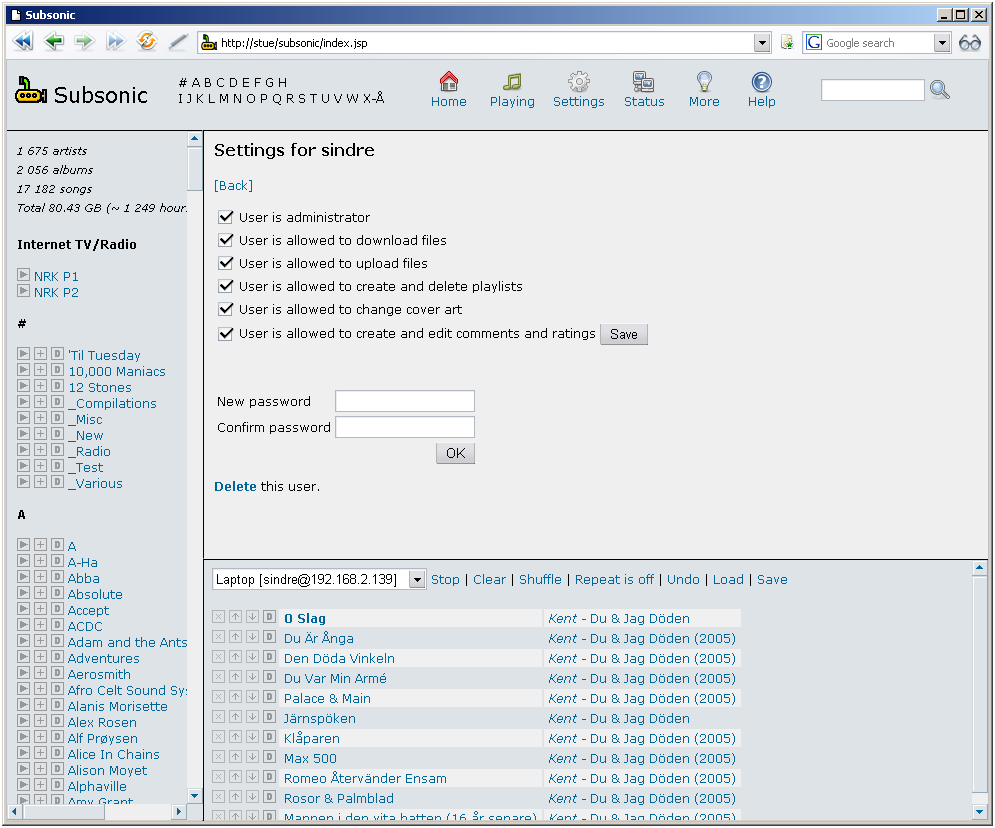 Subsonic
http://stue/subsonic/index.jsp
Google search
Subsonic
# A B C D E F G H
I J K L M N O P Q R S T U V W X-Å
Home Playing Settings Status More Help
1 675 artists
2 056 albums
17 182 songs
Total 80.43 GB (~ 1 249 hour
Internet TV/Radio
NRK P1
NRK P2
#
'Til Tuesday
10,000 Maniacs
12 Stones
_Compilations
_Misc
_New
_Radio
_Test
_Various
A
A
A-Ha
Abba
Absolute
Accept
ACDC
Adam and the Ants
Adventures
Aerosmith
Afro Celt Sound Sy
Alanis Morisette
Alex Rosen
Alf Prøysen
Alice In Chains
Alison Moyet
Alphaville
Amy Grant
Settings for sindre
[Back]
User is administrator
User is allowed to download files
User is allowed to upload files
User is allowed to create and delete playlists
User is allowed to change cover art
User is allowed to create and edit comments and ratings Save
New password
Confirm password
OK
Delete this user.
Laptop [sindre@192.168.2.139] Stop | Clear | Shuffle | Repeat is off | Undo | Load | Save
D O Slag Kent - Du & Jag Döden
D Du Är Ånga Kent - Du & Jag Döden (2005)
D Den Döda Vinkeln Kent - Du & Jag Döden (2005)
D Du Var Min Armé Kent - Du & Jag Döden (2005)
D Palace & Main Kent - Du & Jag Döden (2005)
D Järnspöken Kent - Du & Jag Döden
D Klåparen Kent - Du & Jag Döden (2005)
D Max 500 Kent - Du & Jag Döden (2005)
D Romeo Återvänder Ensam Kent - Du & Jag Döden (2005)
D Rosor & Palmblad Kent - Du & Jag Döden (2005)
D Mannen i den vita hatten (16 år senare) Kent - Du & Jag Döden (2005)